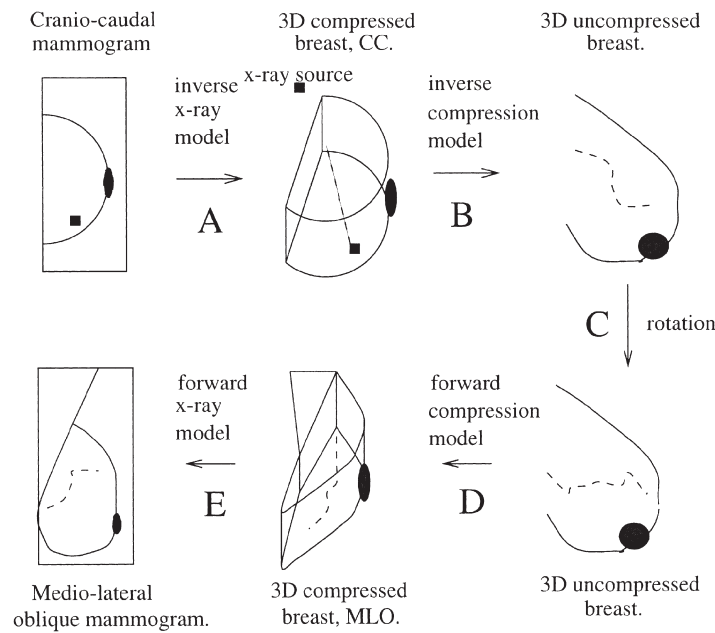 Cranio-caudal
mammogram
3D compressed
breast, CC.
3D uncompressed
breast.
inverse
x-ray
model
x-ray source
inverse
compression
model
A
B
C
rotation
forward
x-ray
model
forward
compression
model
E
D
Medio-lateral
oblique mammogram.
3D compressed
breast, MLO.
3D uncompressed
breast.